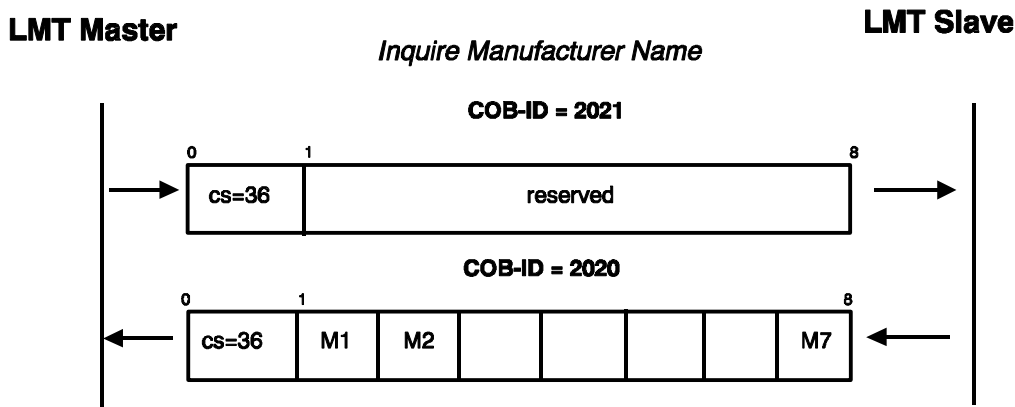 LMT Master
LMT Slave
Inquire Manufacturer Name
COB-ID = 2021
0 1 8
cs=36 reserved
COB-ID = 2020
0 1 8
cs=36 M1 M2 M7